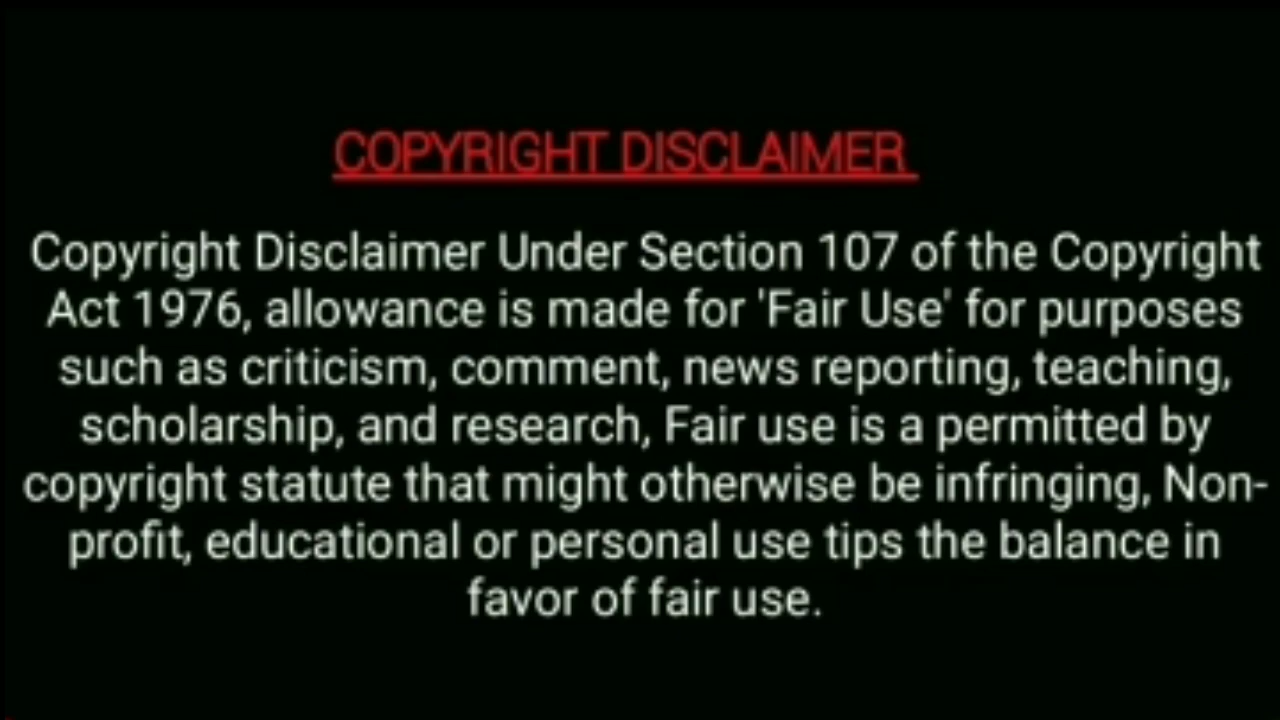 COPYRIGHT DISCLAIMER
Copyright Disclaimer Under Section 107 of the Copyright
Act 1976, allowance is made for 'Fair Use' for purposes
such as criticism, comment, news reporting, teaching,
scholarship, and research, Fair use is a permitted by
copyright statute that might otherwise be infringing, Non-
profit, educational or personal use tips the balance in
favor of fair use.